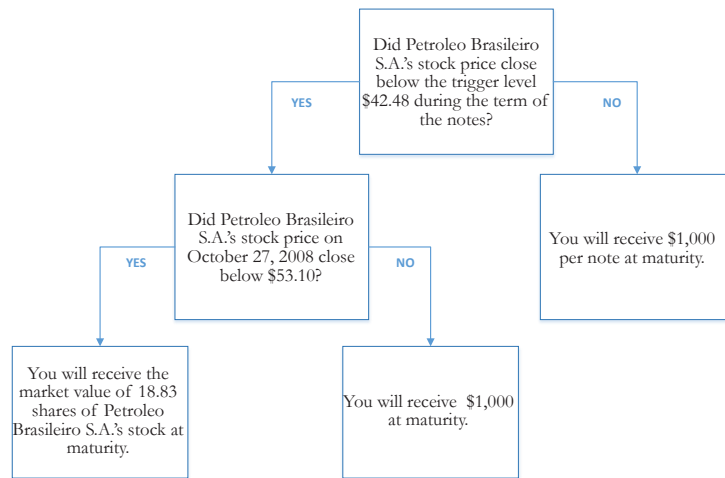 Did Petroleo Brasileiro
S.A.'s stock price close
below the trigger level
$42.48 during the term of
the notes?
YES
NO
Did Petroleo Brasileiro
S.A.'s stock price on
October 27, 2008 close
below $53.10?
You will receive $1,000
per note at maturity.
YES
NO
You will receive the
market value of 18.83
shares of Petroleo
Brasileiro S.A.'s stock at
maturity.
You will receive $1,000
at maturity.